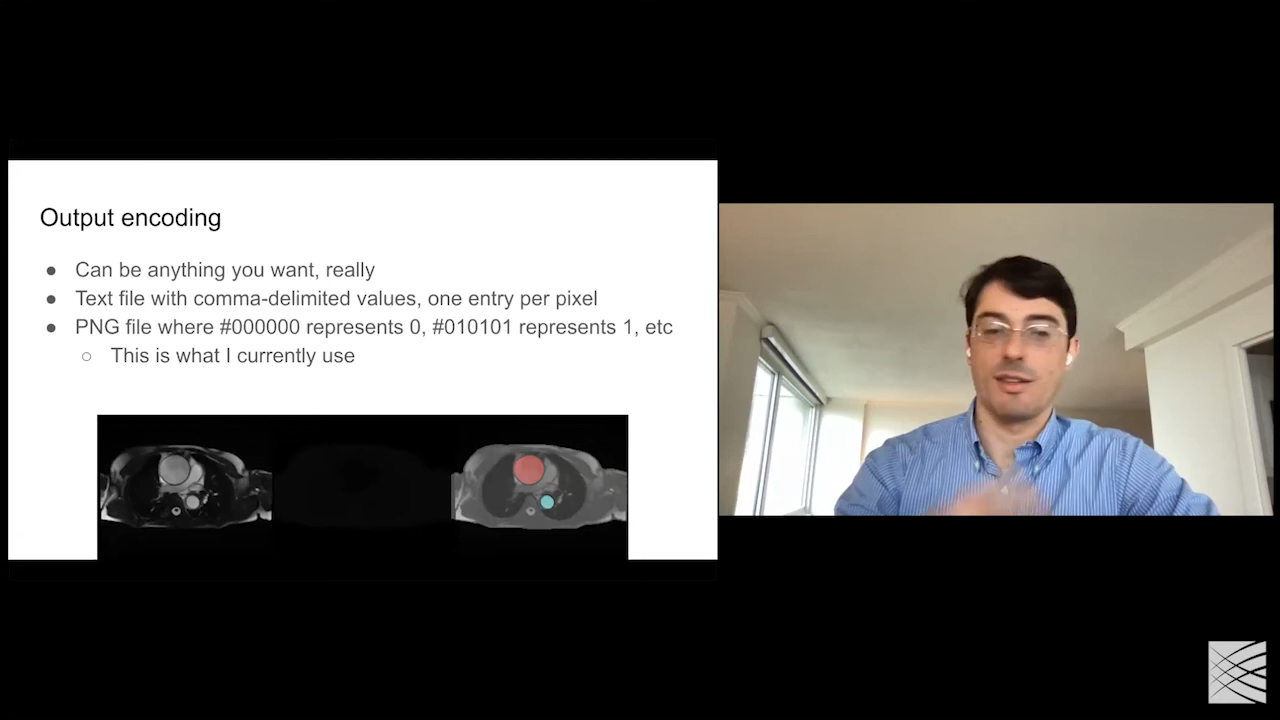 Output encoding
● Can be anything you want, really
● Text file with comma-delimited values, one entry per pixel
● PNG file where #000000 represents 0, #010101 represents 1, etc
○ This is what I currently use